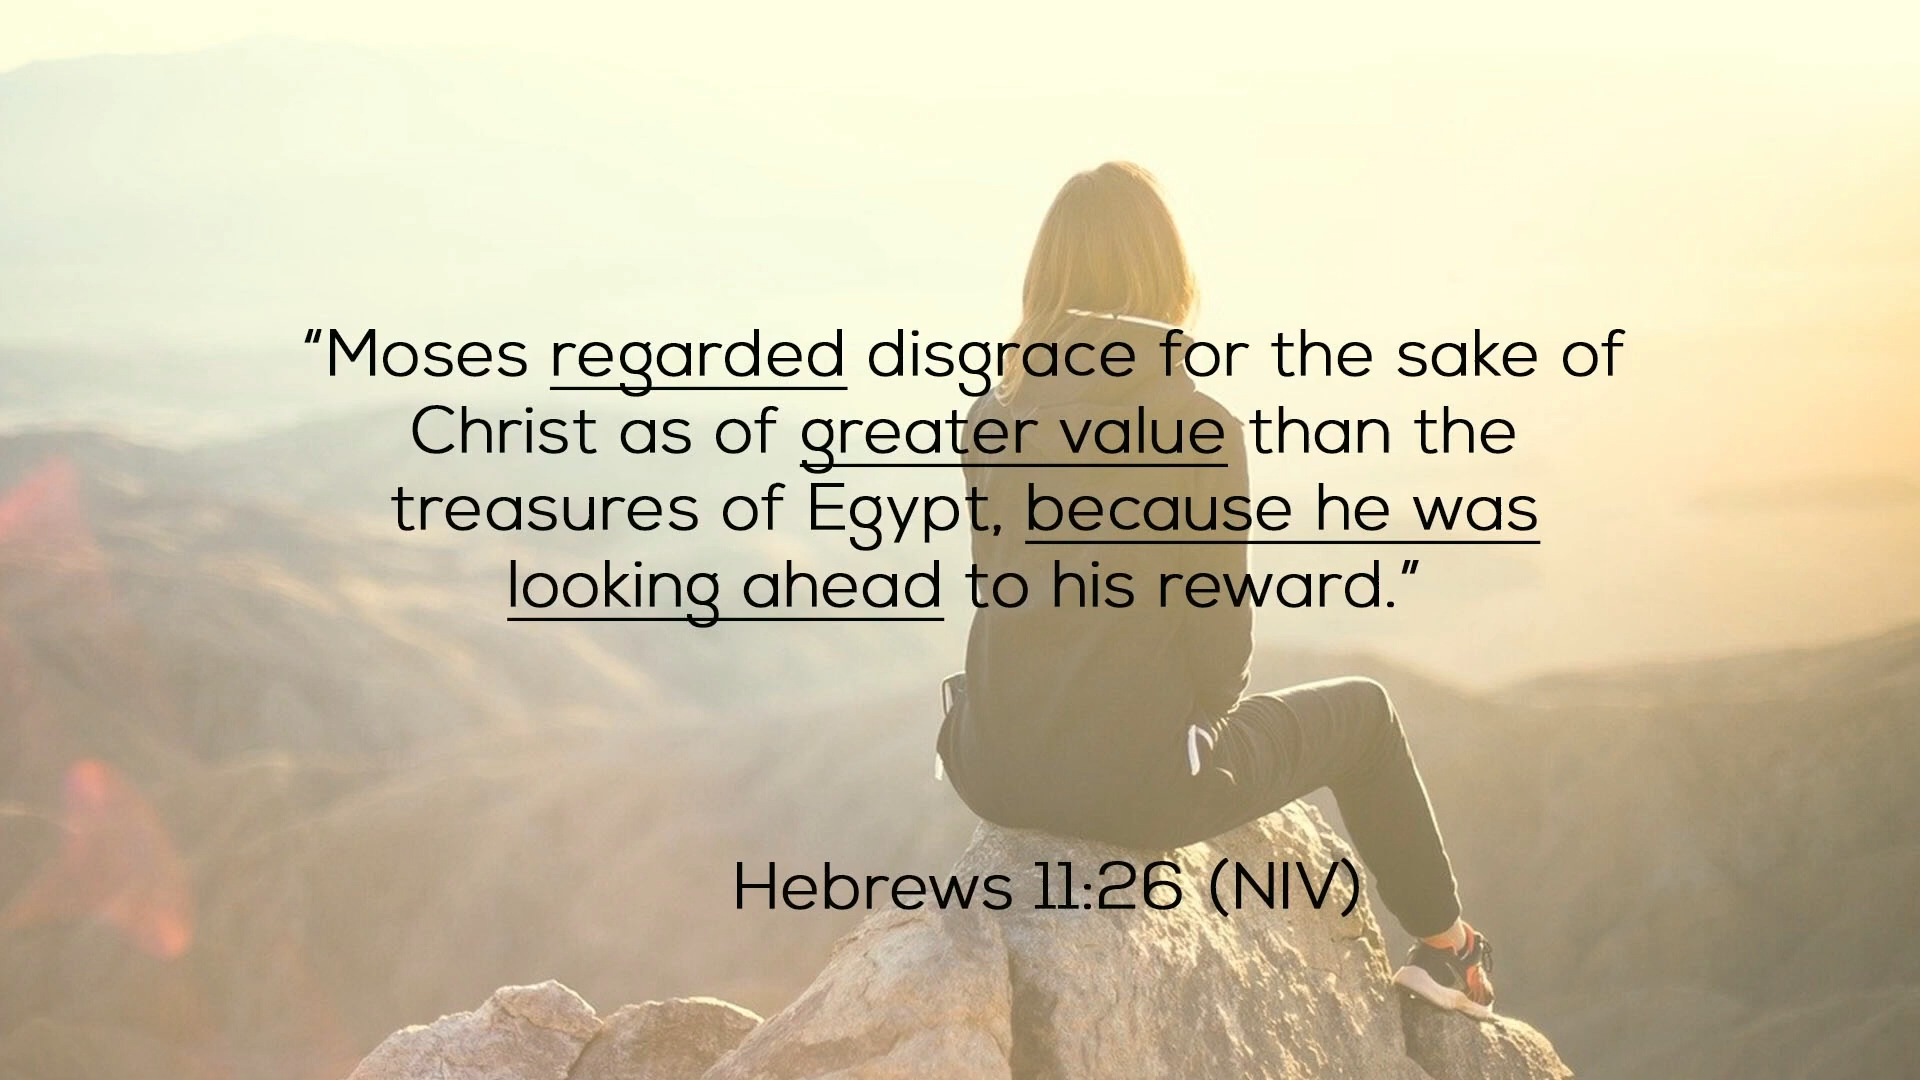 “Moses regarded disgrace for the sake of
Christ as of greater value than the
treasures of Egypt, because he was
looking ahead to his reward.”
Hebrews 11:26 (NIV)